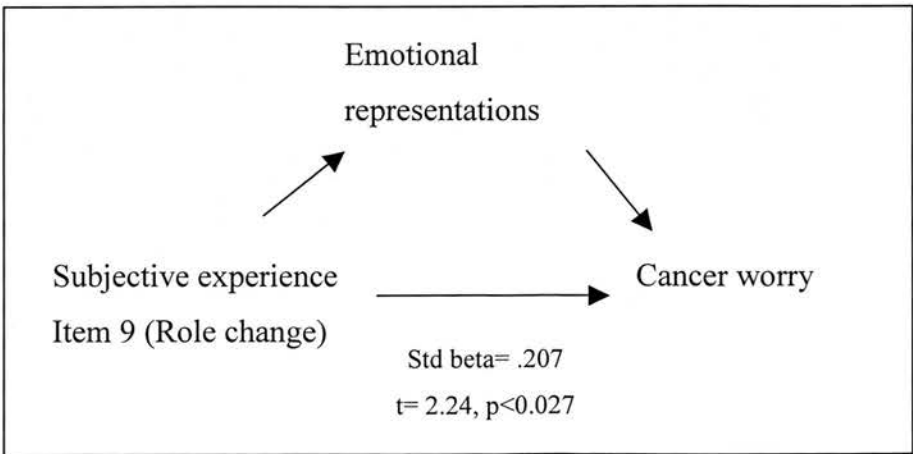 Emotional
representations
Subjective experience
Item 9 (Role change)
Cancer worry
Std beta= .207
t= 2.24, p<0.027